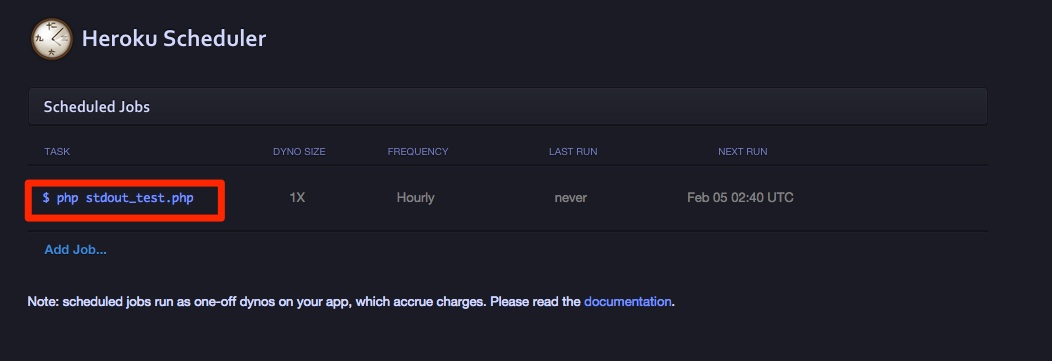 Heroku Scheduler
Scheduled Jobs
TASK DYNO SIZE FREQUENCY LAST RUN NEXT RUN
$ php stdout_test.php 1X Hourly never Feb 05 02:40 UTC
Add Job...
Note: scheduled jobs run as one-off dynos on your app, which accrue charges. Please read the documentation.